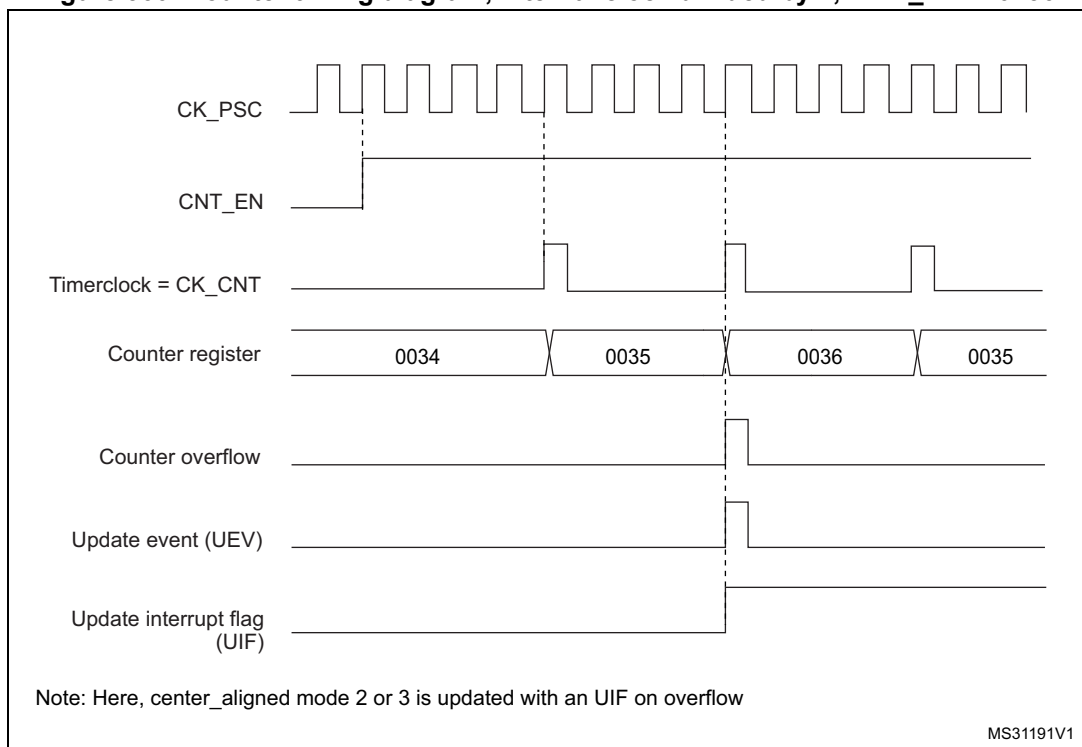 CK_PSC
CNT_EN
Timerclock = CK_CNT
Counter register 0034 0035 0036 0035
Counter overflow
Update event (UEV)
Update interrupt flag
(UIF)
Note: Here, center_aligned mode 2 or 3 is updated with an UIF on overflow
MS31191V1